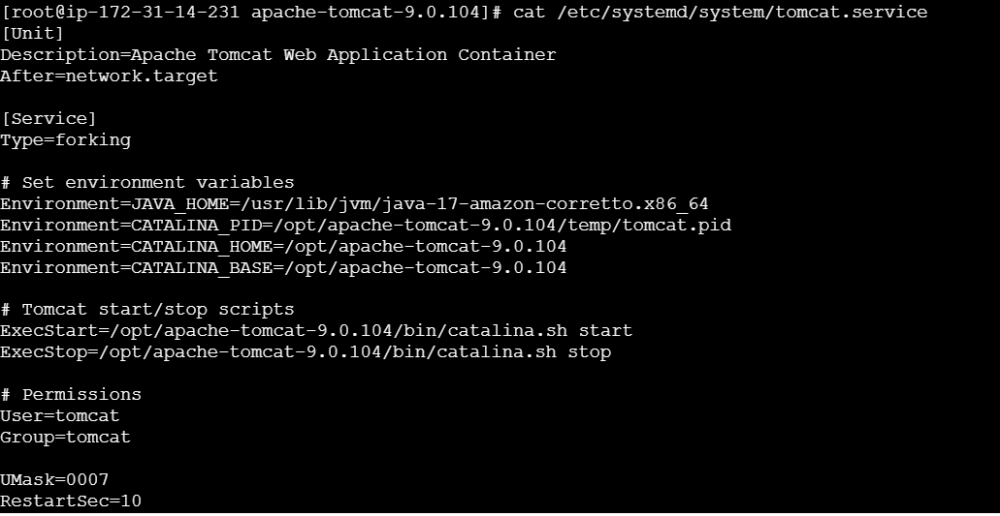 [root@ip-172-31-14-231 apache-tomcat-9.0.104]# cat /etc/systemd/system/tomcat.service
[Unit]
Description=Apache Tomcat Web Application Container
After=network.target
[Service]
Type=forking
# Set environment variables
Environment=JAVA_HOME=/usr/lib/jvm/java-17-amazon-corretto.x86_64
Environment=CATALINA_PID=/opt/apache-tomcat-9.0.104/temp/tomcat.pid
Environment=CATALINA_HOME=/opt/apache-tomcat-9.0.104
Environment=CATALINA_BASE=/opt/apache-tomcat-9.0.104
# Tomcat start/stop scripts
ExecStart=/opt/apache-tomcat-9.0.104/bin/catalina.sh start
ExecStop=/opt/apache-tomcat-9.0.104/bin/catalina.sh stop
# Permissions
User=tomcat
Group=tomcat
UMask=0007
RestartSec=10